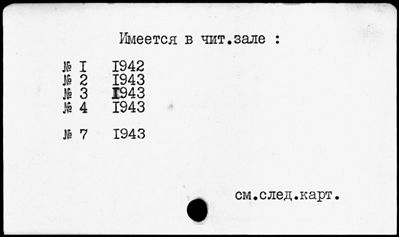 Имеется в чит.зале :
№ I 1942
№ 2 1943
№ 3 1943
№ 4 1943
№ 7 1943
см.след.карт.